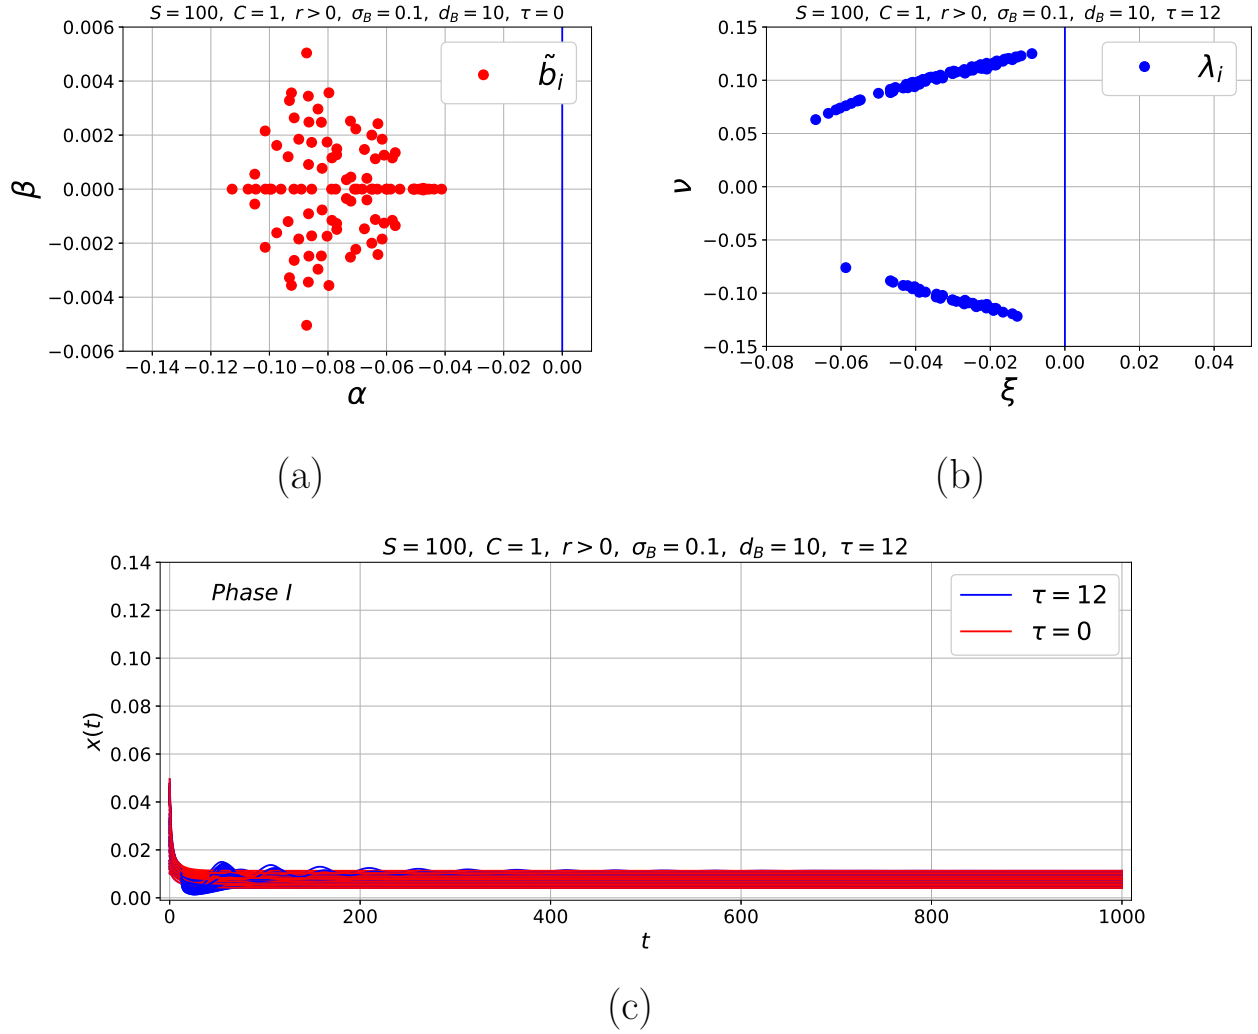 S = 100, C = 1, r > 0, σ_B = 0.1, d_B = 10, τ = 0
0.006
0.004
0.002
0.000
−0.002
−0.004
−0.006
β
b̃_i
−0.14 −0.12 −0.10 −0.08 −0.06 −0.04 −0.02 0.00
α
(a)
S = 100, C = 1, r > 0, σ_B = 0.1, d_B = 10, τ = 12
0.15
0.10
0.05
0.00
−0.05
−0.10
−0.15
ν
λ_i
−0.08 −0.06 −0.04 −0.02 0.00 0.02 0.04
ξ
(b)
S = 100, C = 1, r > 0, σ_B = 0.1, d_B = 10, τ = 12
0.14
0.12
0.10
0.08
0.06
0.04
0.02
0.00
x(t)
Phase I
τ = 12
τ = 0
0 200 400 600 800 1000
t
(c)